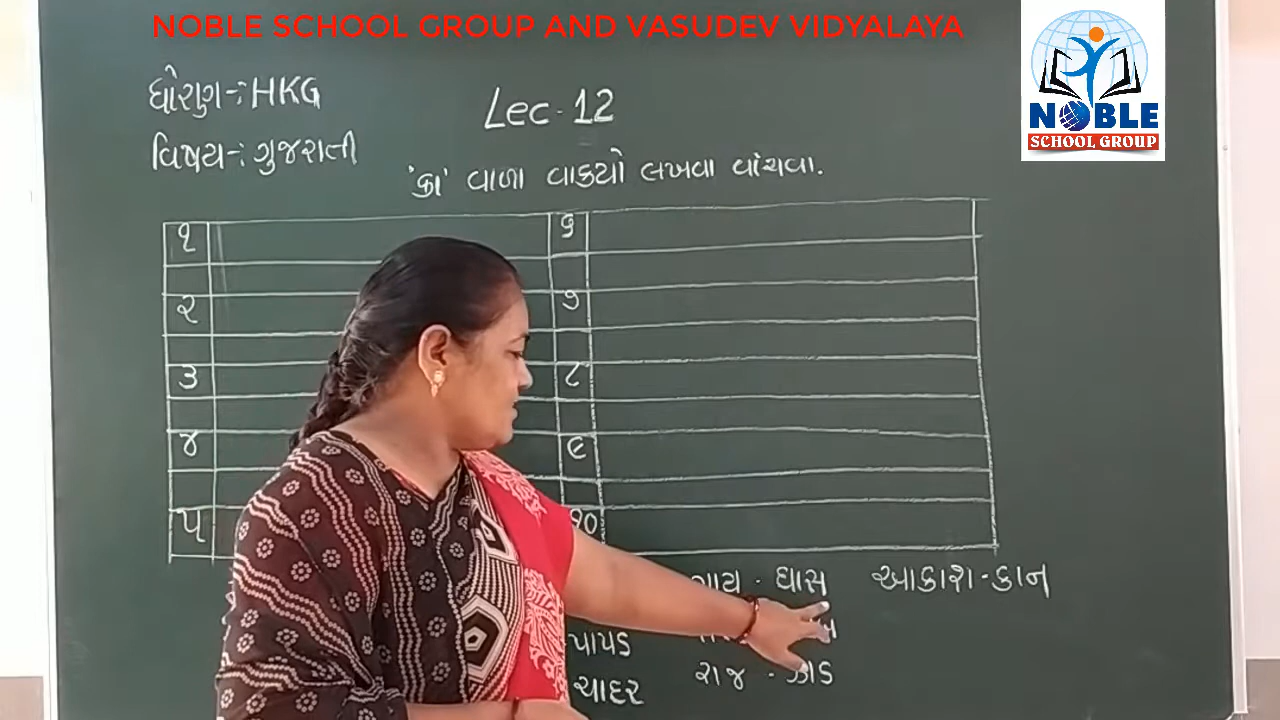 NOBLE SCHOOL GROUP AND VASUDEV VIDYALAYA
NOBLE
SCHOOL GROUP
ધોરણ-: HKG
વિષય-: ગુજરાતી
Lec-12
'કા' વાળા વાક્યો લખવા વાંચવા.
૧ ૬
૨ ૭
૩ ૮
૪ ૯
૫ ૧૦
ગાય - ઘાસ આકાશ-કાન
પાપડ
રાજ - ઝાડ
ચાદર